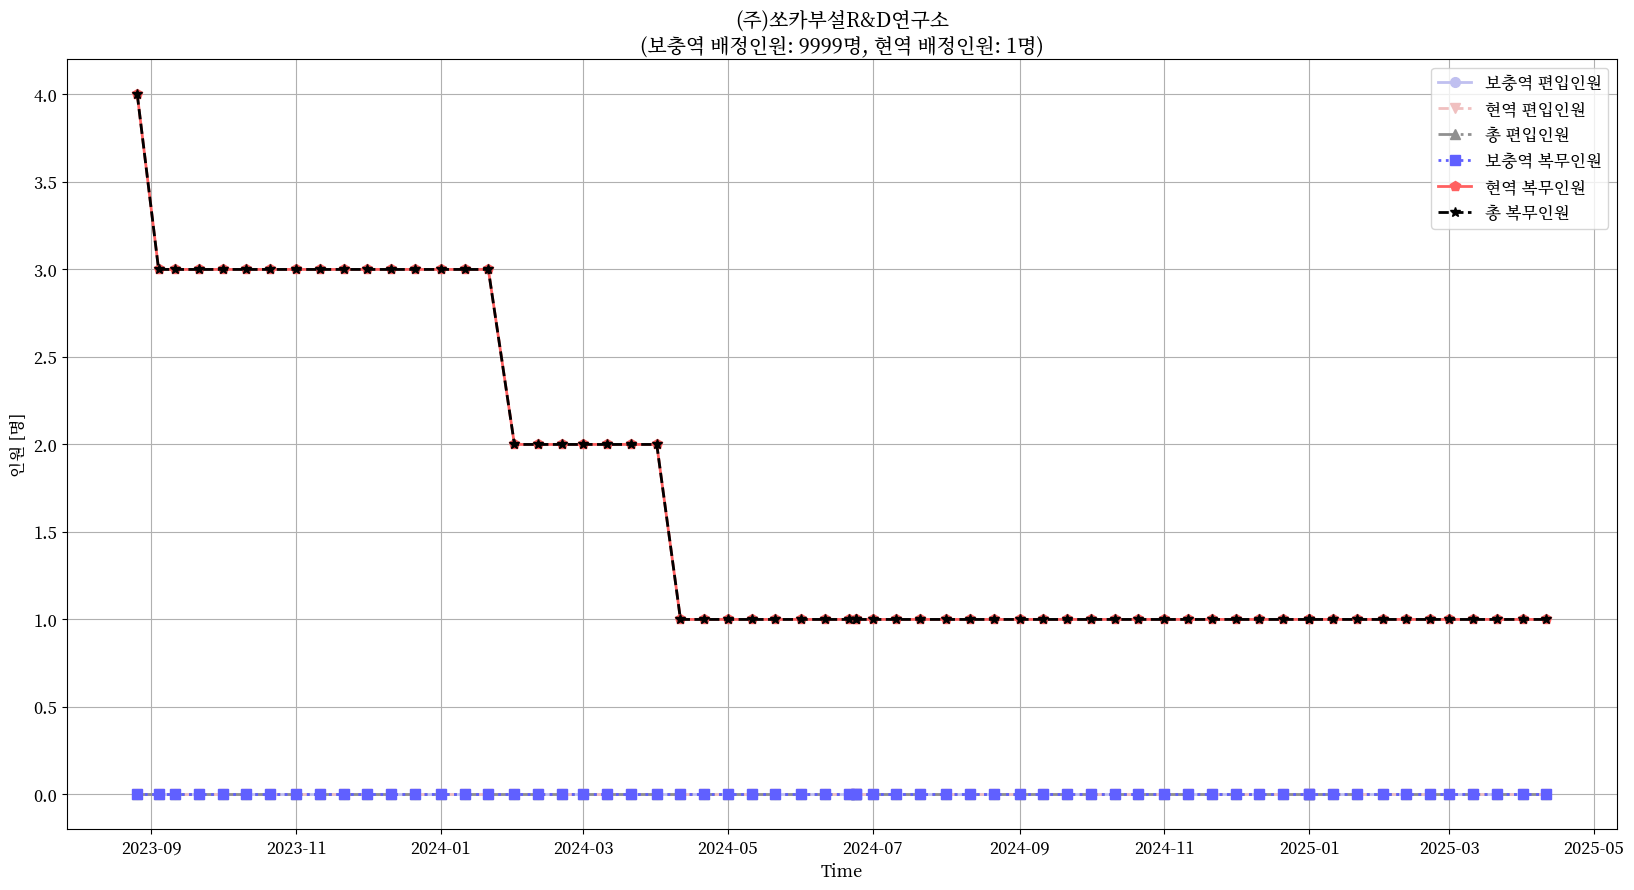 (주)쏘카부설R&D연구소
(보충역 배정인원: 9999명, 현역 배정인원: 1명)
보충역 편입인원
현역 편입인원
총 편입인원
보충역 복무인원
현역 복무인원
총 복무인원
인원 [명]
4.0
3.5
3.0
2.5
2.0
1.5
1.0
0.5
0.0
2023-09
2023-11
2024-01
2024-03
2024-05
2024-07
2024-09
2024-11
2025-01
2025-03
2025-05
Time